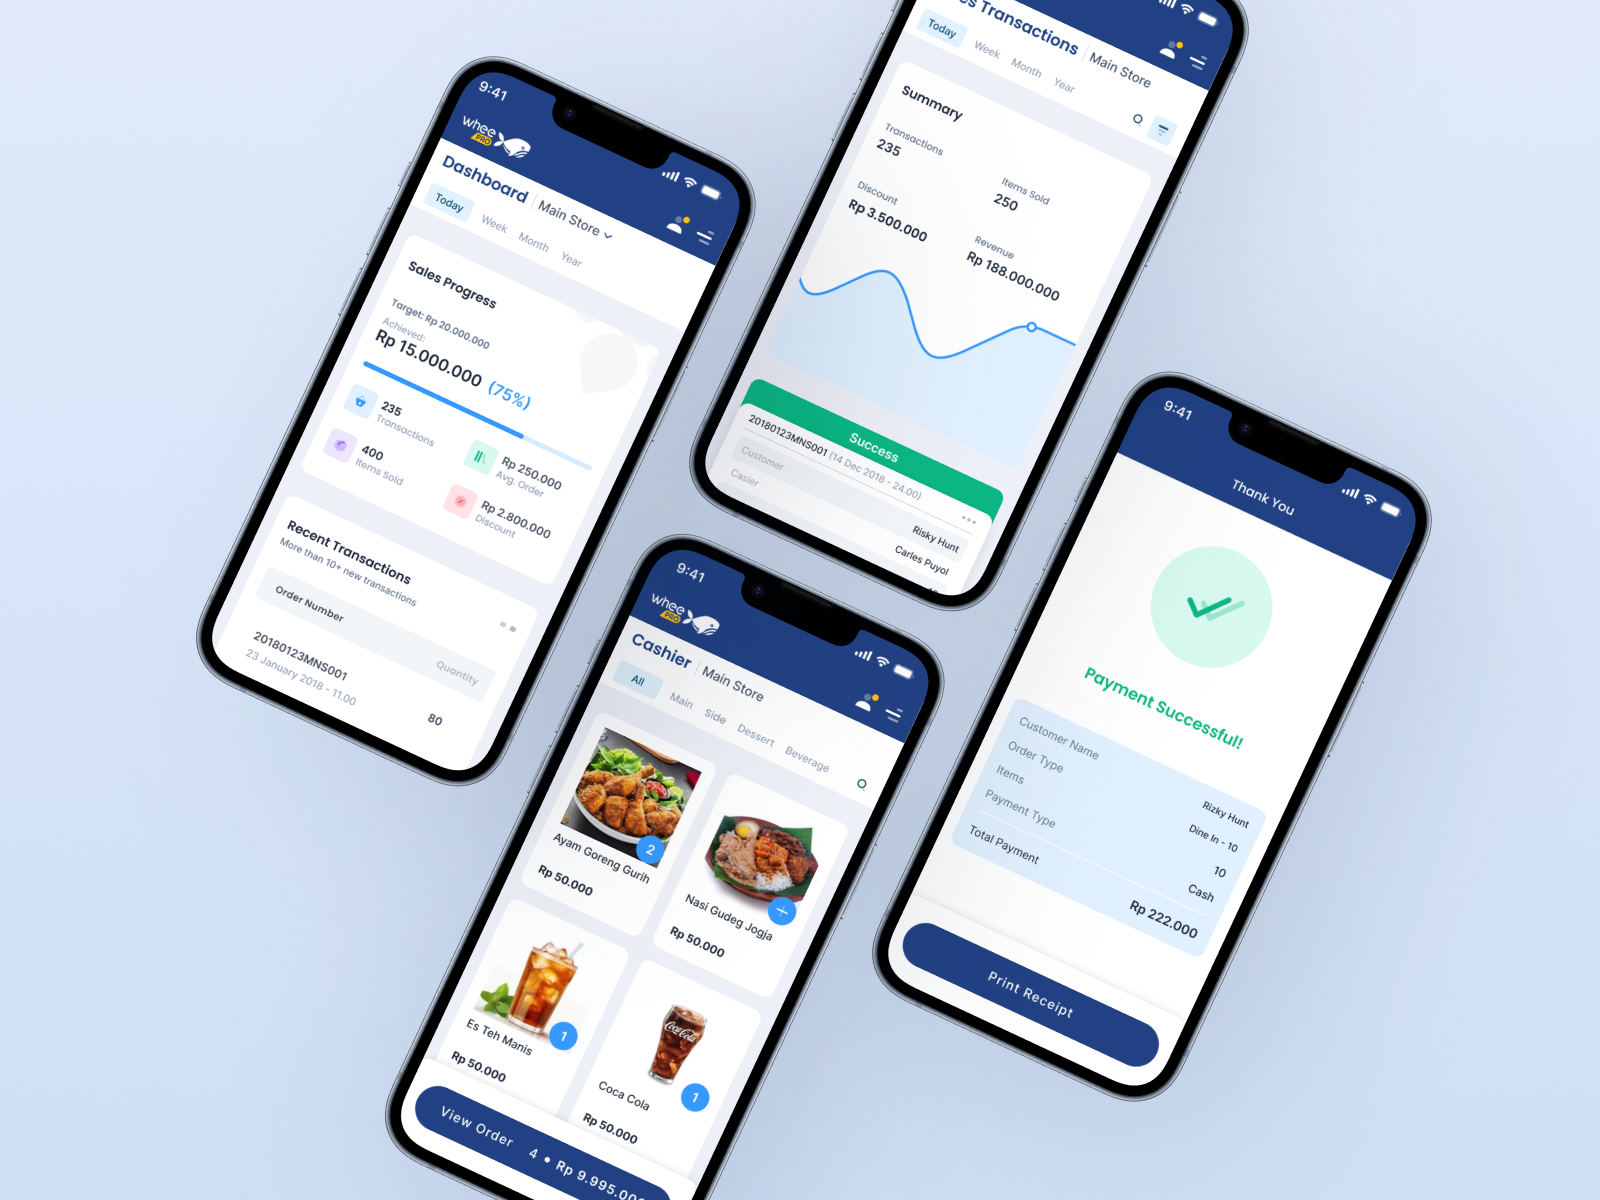 9:41
whee
PRO
Dashboard | Main Store
Today Week Month Year
Sales Progress
Target: Rp 20.000.000
Achieved:
Rp 15.000.000 (75%)
235
Transactions
Rp 250.000
Avg. Order
400
Items Sold
Rp 2.800.000
Discount
Recent Transactions
More than 10+ new transactions
Order Number Quantity
20180123MNS001
23 January 2018 - 11.00
80
Transactions | Main Store
Today Week Month Year
Summary
Transactions
235
Items Sold
250
Discount
Rp 3.500.000
Revenue
Rp 188.000.000
Success
20180123MNS001 (14 Dec 2018 - 24.00)
Customer Risky Hunt
Casier Carles Puyol
9:41
whee
PRO
Cashier | Main Store
All Main Side Dessert Beverage
2
Ayam Goreng Gurih
Rp 50.000
Nasi Gudeg Jogja
Rp 50.000
1
Es Teh Manis
Rp 50.000
Coca-Cola
1
Coca Cola
Rp 50.000
View Order 4 • Rp 9.995.00
9:41
Thank You
Payment Successful!
Customer Name Rizky Hunt
Order Type Dine In - 10
Items 10
Payment Type Cash
Total Payment Rp 222.000
Print Receipt